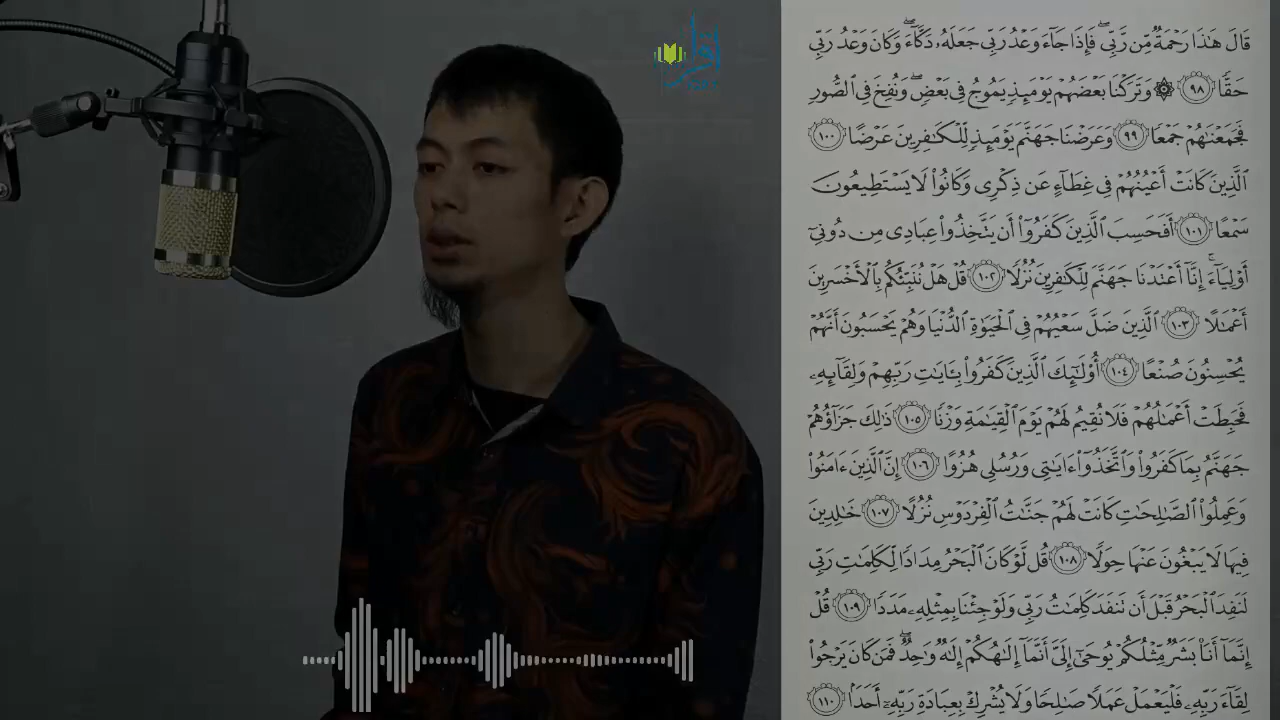 قَالَ هَٰذَا رَحْمَةٌ مِّن رَّبِّي ۖ فَإِذَا جَآءَ وَعْدُ رَبِّي جَعَلَهُۥ دَكَّآءَ ۖ وَكَانَ وَعْدُ رَبِّي
حَقًّا ٩٨ ۞ وَتَرَكْنَا بَعْضَهُمْ يَوْمَئِذٍ يَمُوجُ فِي بَعْضٍ ۖ وَنُفِخَ فِي ٱلصُّورِ
فَجَمَعْنَٰهُمْ جَمْعًا ٩٩ وَعَرَضْنَا جَهَنَّمَ يَوْمَئِذٍ لِّلْكَٰفِرِينَ عَرْضًا ١٠٠
ٱلَّذِينَ كَانَتْ أَعْيُنُهُمْ فِي غِطَآءٍ عَن ذِكْرِي وَكَانُوا۟ لَا يَسْتَطِيعُونَ
سَمْعًا ١٠١ أَفَحَسِبَ ٱلَّذِينَ كَفَرُوٓا۟ أَن يَتَّخِذُوا۟ عِبَادِي مِن دُونِيٓ
أَوْلِيَآءَ ۚ إِنَّآ أَعْتَدْنَا جَهَنَّمَ لِلْكَٰفِرِينَ نُزُلًا ١٠٢ قُلْ هَلْ نُنَبِّئُكُم بِٱلْأَخْسَرِينَ
أَعْمَٰلًا ١٠٣ ٱلَّذِينَ ضَلَّ سَعْيُهُمْ فِي ٱلْحَيَوٰةِ ٱلدُّنْيَا وَهُمْ يَحْسَبُونَ أَنَّهُمْ
يُحْسِنُونَ صُنْعًا ١٠٤ أُو۟لَٰٓئِكَ ٱلَّذِينَ كَفَرُوا۟ بِـَٔايَٰتِ رَبِّهِمْ وَلِقَآئِهِۦ
فَحَبِطَتْ أَعْمَٰلُهُمْ فَلَا نُقِيمُ لَهُمْ يَوْمَ ٱلْقِيَٰمَةِ وَزْنًا ١٠٥ ذَٰلِكَ جَزَآؤُهُمْ
جَهَنَّمُ بِمَا كَفَرُوا۟ وَٱتَّخَذُوٓا۟ ءَايَٰتِي وَرُسُلِي هُزُوًا ١٠٦ إِنَّ ٱلَّذِينَ ءَامَنُوا۟
وَعَمِلُوا۟ ٱلصَّٰلِحَٰتِ كَانَتْ لَهُمْ جَنَّٰتُ ٱلْفِرْدَوْسِ نُزُلًا ١٠٧ خَٰلِدِينَ
فِيهَا لَا يَبْغُونَ عَنْهَا حِوَلًا ١٠٨ قُل لَّوْ كَانَ ٱلْبَحْرُ مِدَادًا لِّكَلِمَٰتِ رَبِّي
لَنَفِدَ ٱلْبَحْرُ قَبْلَ أَن تَنفَدَ كَلِمَٰتُ رَبِّي وَلَوْ جِئْنَا بِمِثْلِهِۦ مَدَدًا ١٠٩ قُلْ
إِنَّمَآ أَنَا۠ بَشَرٌ مِّثْلُكُمْ يُوحَىٰٓ إِلَيَّ أَنَّمَآ إِلَٰهُكُمْ إِلَٰهٌ وَٰحِدٌ ۖ فَمَن كَانَ يَرْجُوا۟
لِقَآءَ رَبِّهِۦ فَلْيَعْمَلْ عَمَلًا صَٰلِحًا وَلَا يُشْرِكْ بِعِبَادَةِ رَبِّهِۦٓ أَحَدًۢا ١١٠